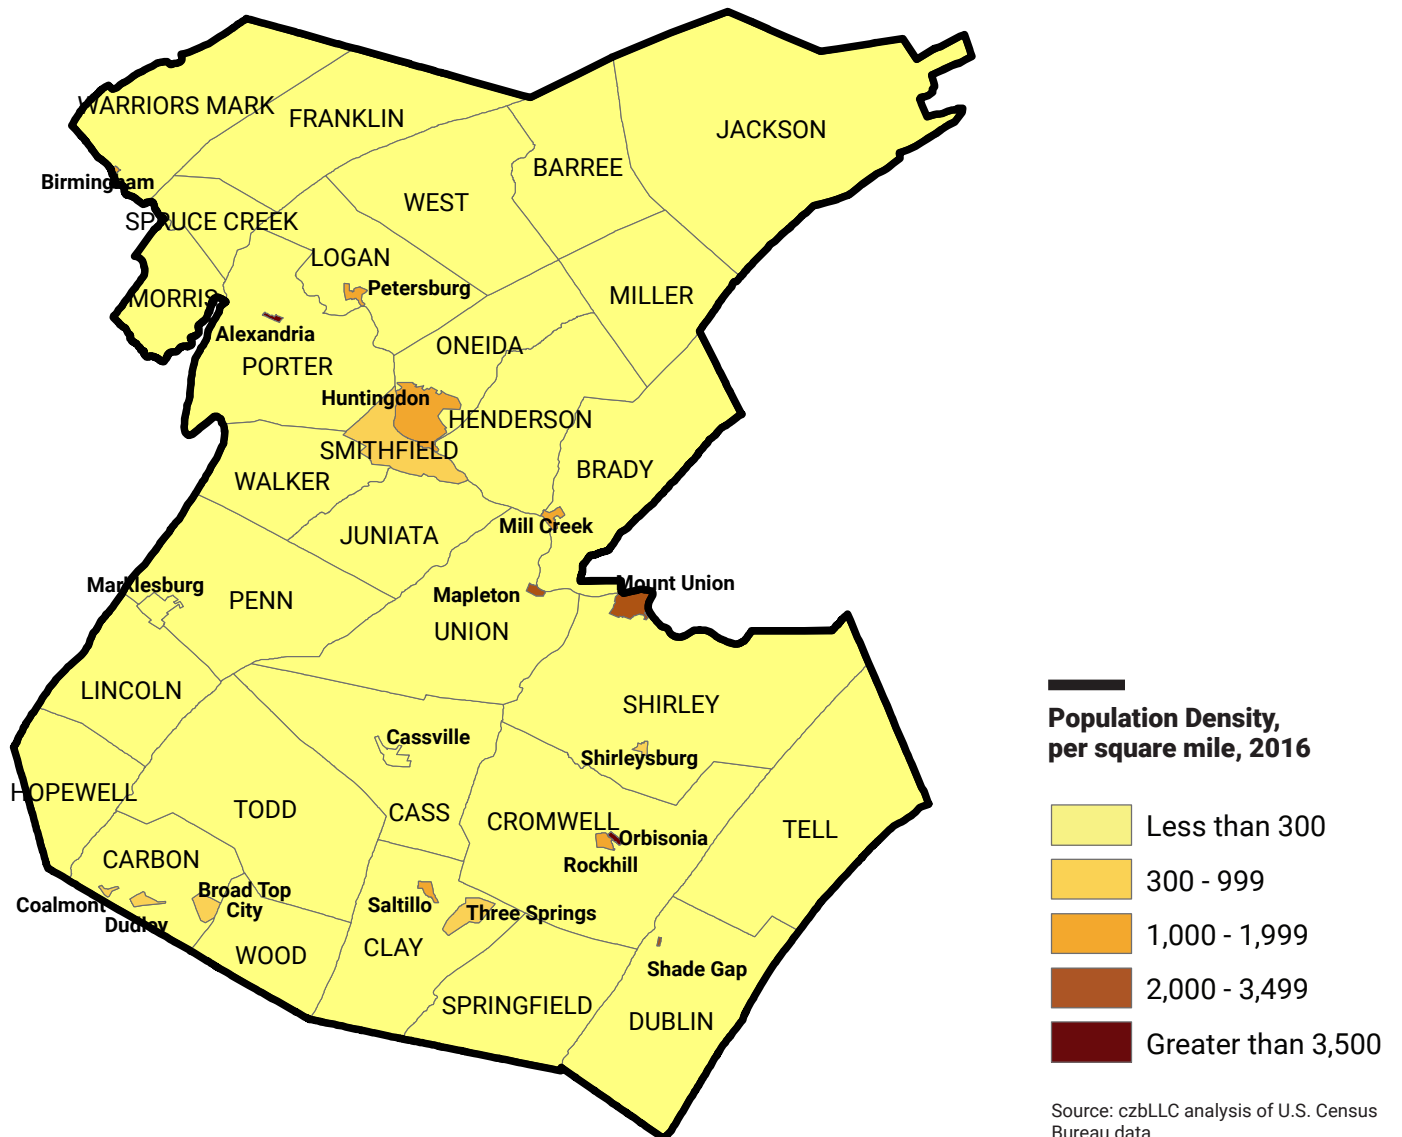 WARRIORS MARK
FRANKLIN
JACKSON
BARREE
Birmingham
WEST
SPRUCE CREEK
LOGAN
Petersburg
MORRIS
MILLER
Alexandria
ONEIDA
PORTER
Huntingdon
HENDERSON
SMITHFIELD
BRADY
WALKER
Mill Creek
JUNIATA
Marklesburg
Mount Union
Mapleton
PENN
UNION
LINCOLN
SHIRLEY
Cassville
Shirleysburg
HOPEWELL
TODD
CASS
CROMWELL
TELL
Orbisonia
Rockhill
CARBON
Broad Top
City
Coalmont
Dudley
Saltillo
Three Springs
WOOD
CLAY
Shade Gap
SPRINGFIELD
DUBLIN
Population Density,
per square mile, 2016
Less than 300
300 - 999
1,000 - 1,999
2,000 - 3,499
Greater than 3,500
Source: czbLLC analysis of U.S. Census
Bureau data